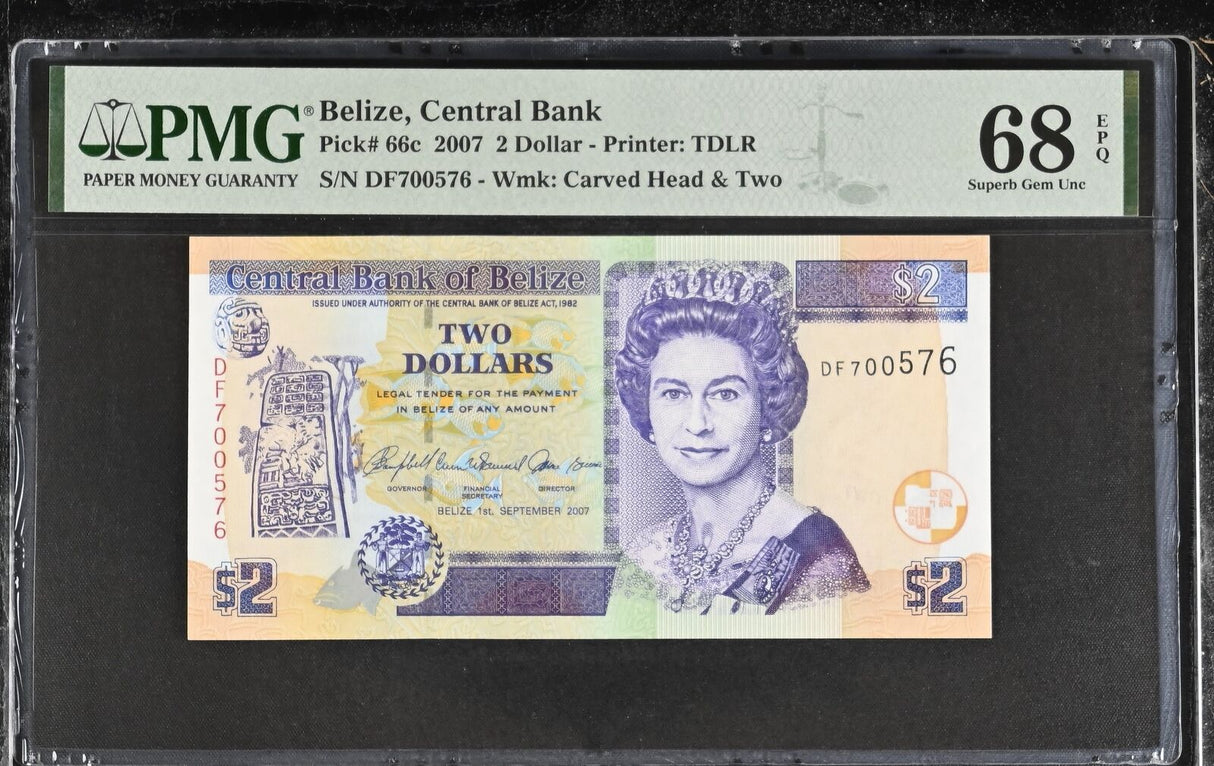 PMG®
PAPER MONEY GUARANTY
Belize, Central Bank
Pick# 66c 2007 2 Dollar - Printer: TDLR
S/N DF700576 - Wmk: Carved Head & Two
68
EPQ
Superb Gem Unc
Central Bank of Belize
$2
ISSUED UNDER AUTHORITY OF THE CENTRAL BANK OF BELIZE ACT, 1982
TWO
DOLLARS
DF700576
DF700576
LEGAL TENDER FOR THE PAYMENT
IN BELIZE OF ANY AMOUNT
GOVERNOR
FINANCIAL
SECRETARY
DIRECTOR
BELIZE 1st. SEPTEMBER 2007
$2
$2